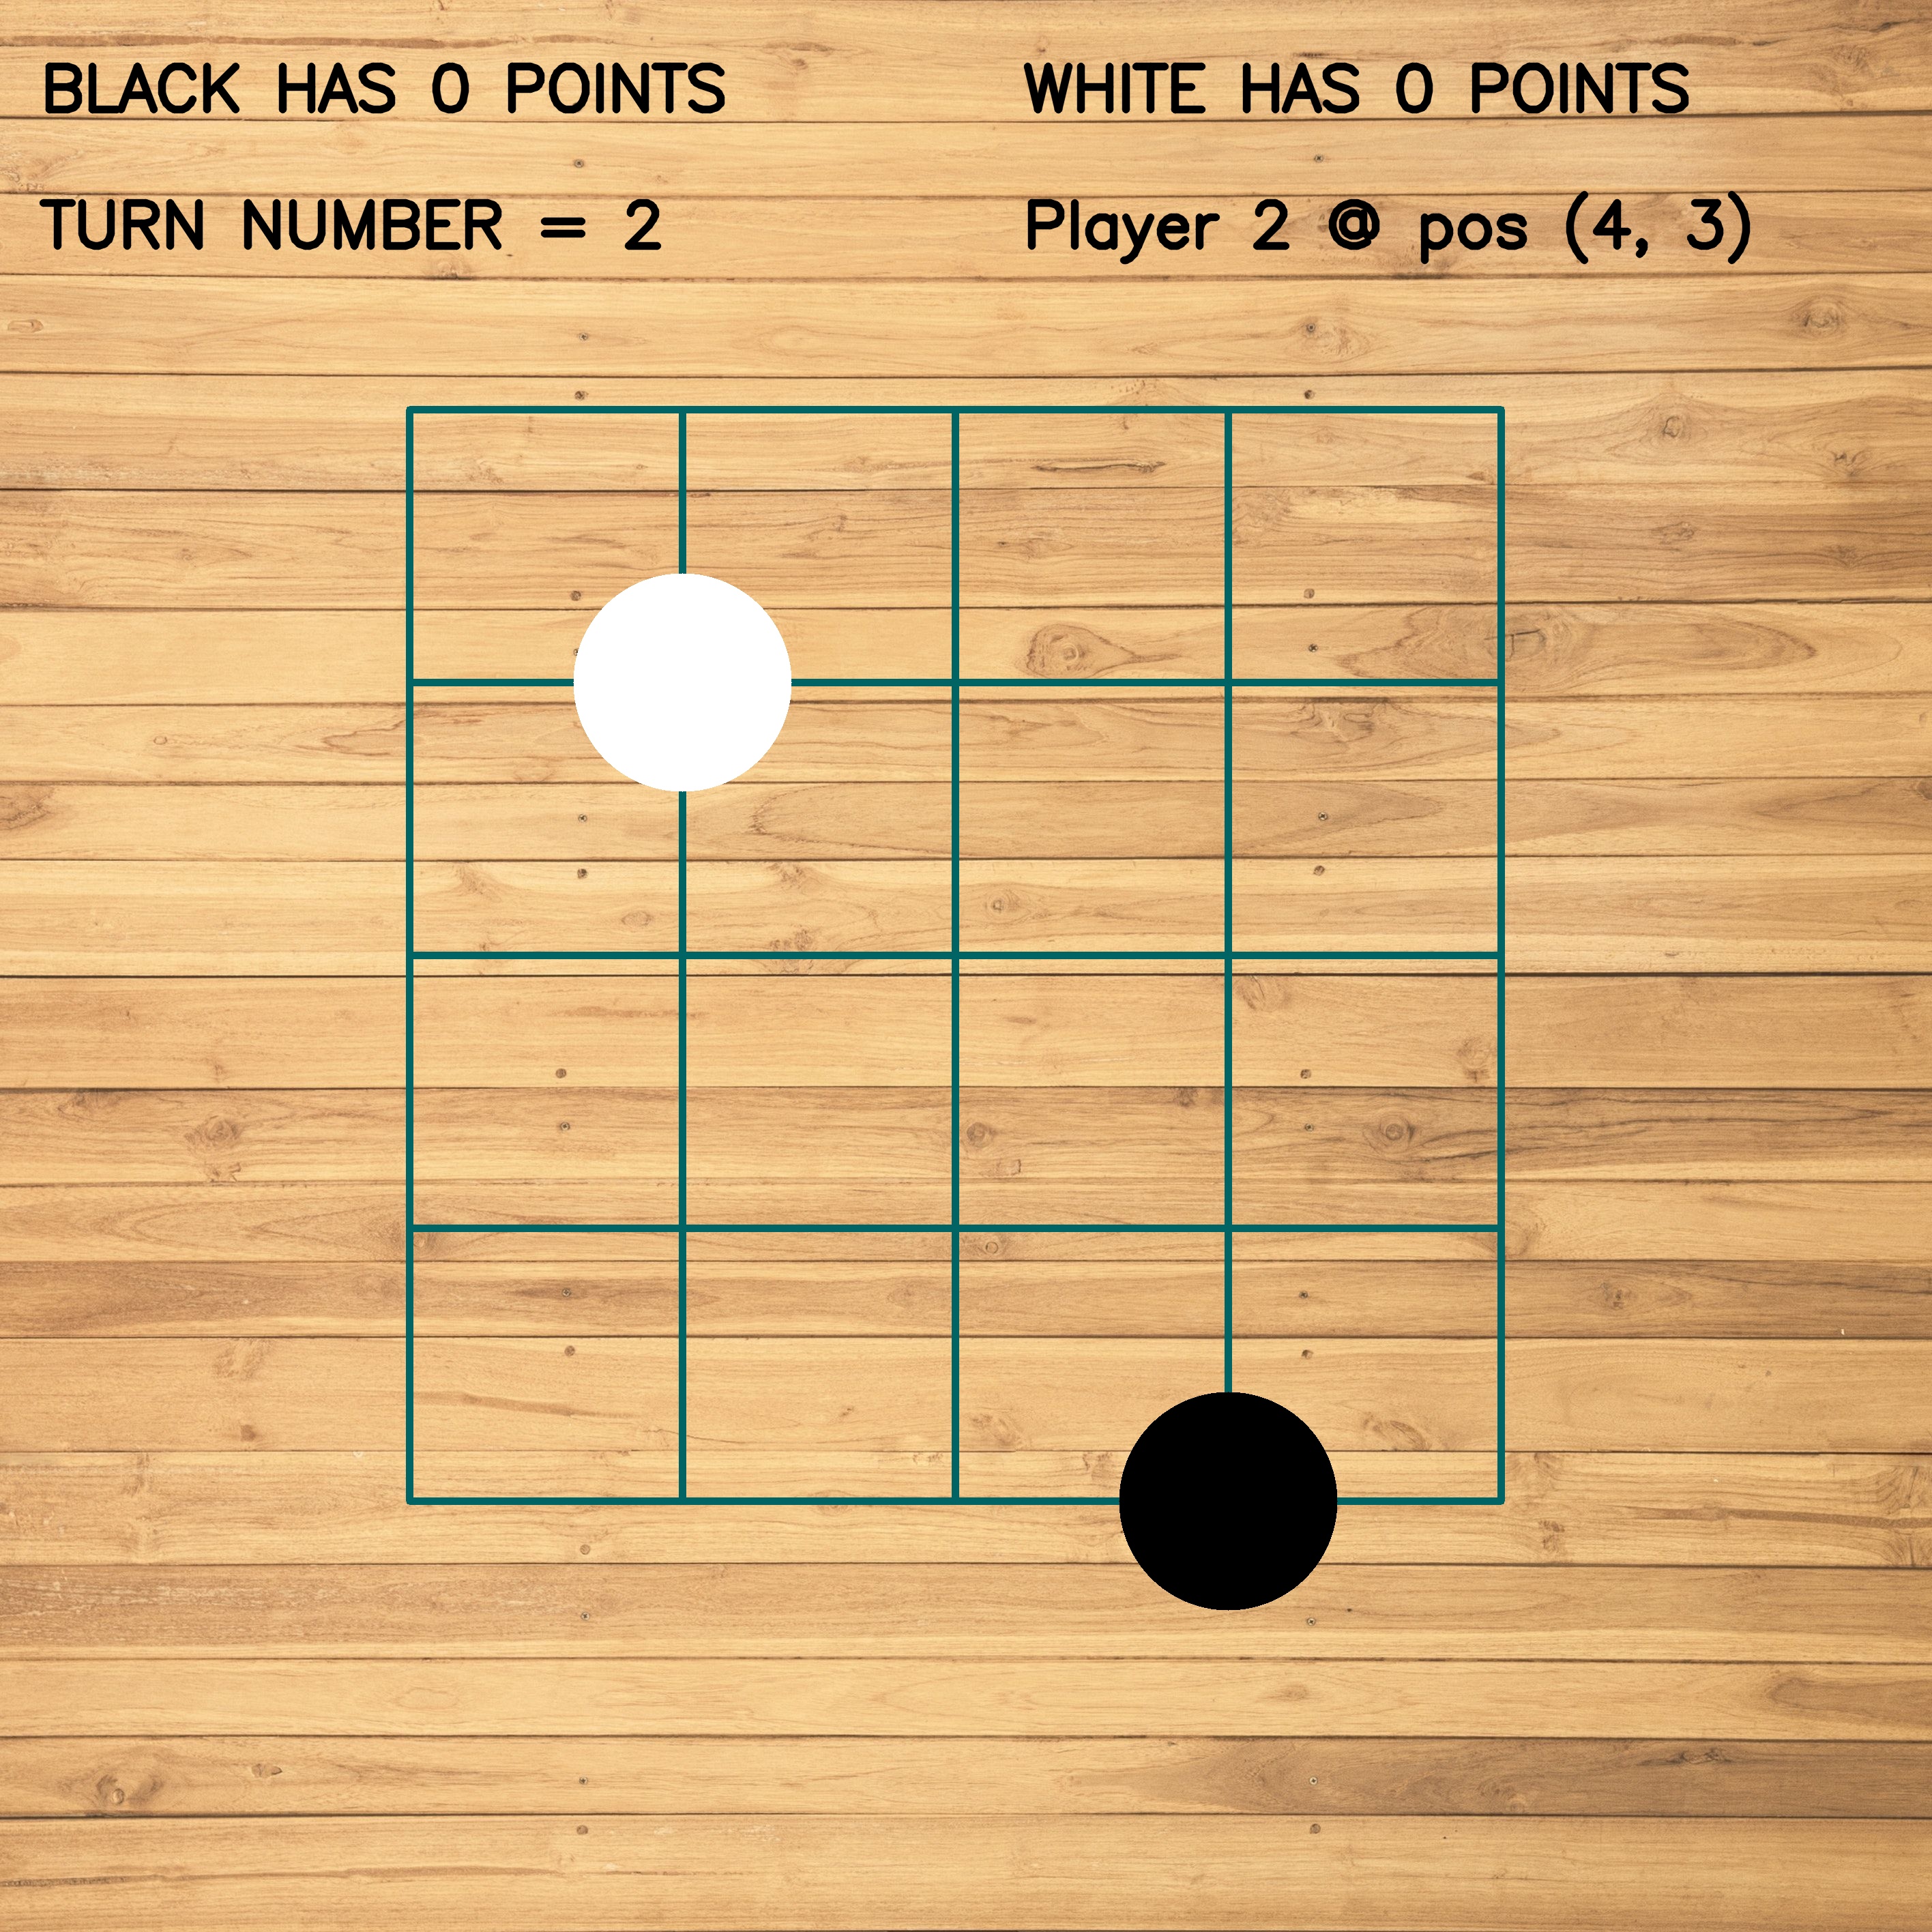 BLACK HAS 0 POINTS
WHITE HAS 0 POINTS
TURN NUMBER = 2
Player 2 @ pos (4, 3)